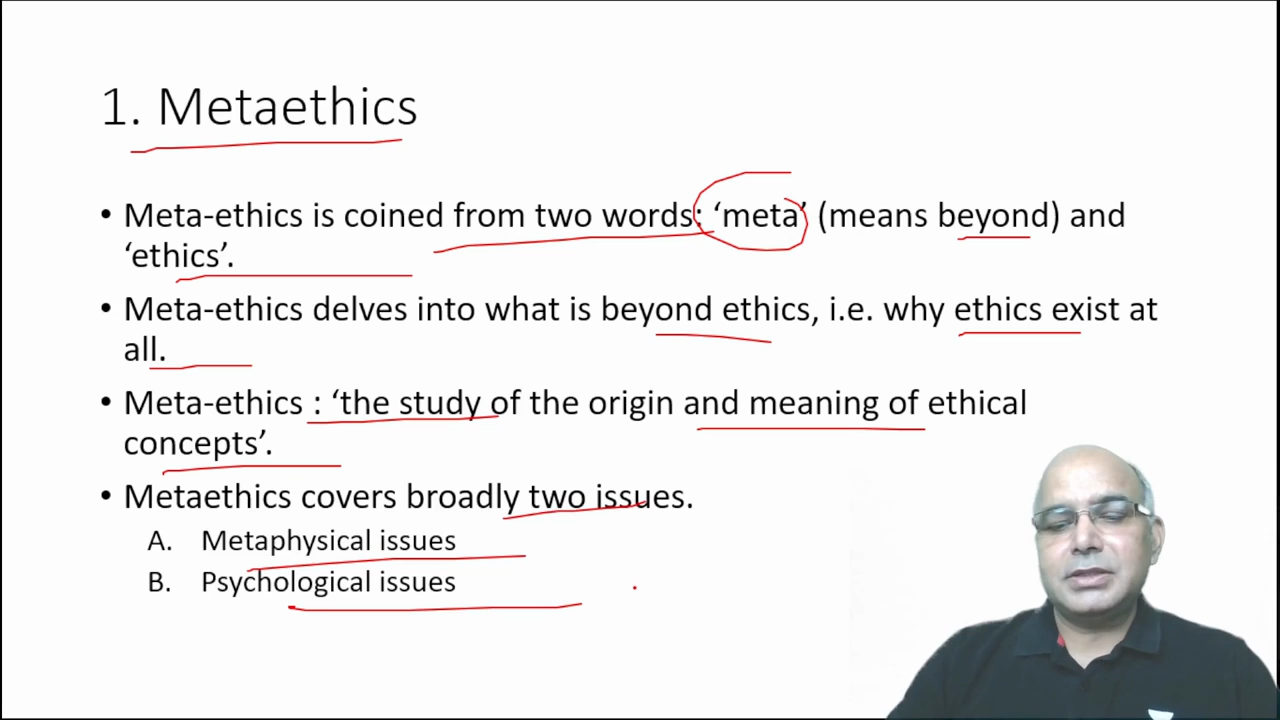 1. Metaethics
• Meta-ethics is coined from two words: ‘meta’ (means beyond) and
‘ethics’.
• Meta-ethics delves into what is beyond ethics, i.e. why ethics exist at
all.
• Meta-ethics : ‘the study of the origin and meaning of ethical
concepts’.
• Metaethics covers broadly two issues.
A. Metaphysical issues
B. Psychological issues